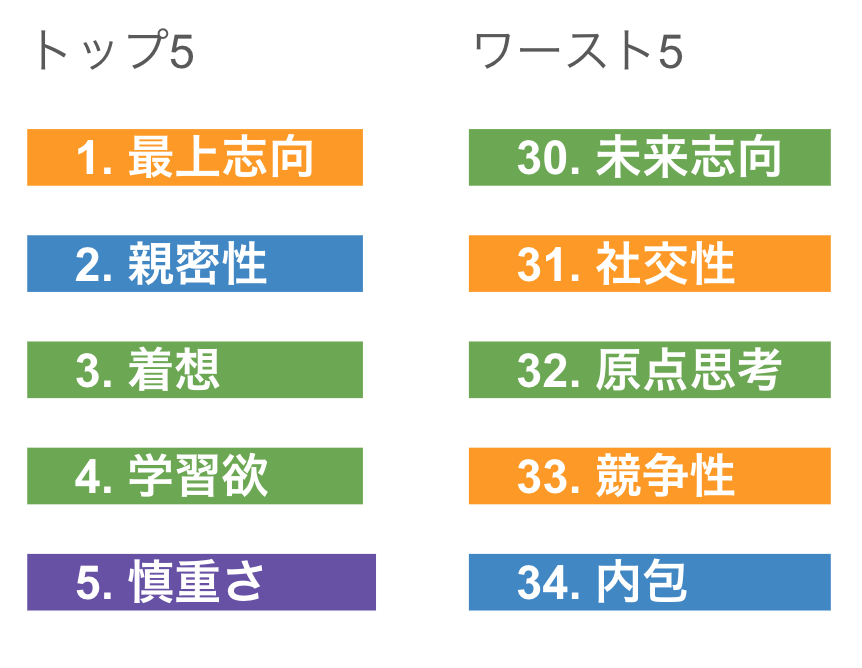 トップ5
1. 最上志向
2. 親密性
3. 着想
4. 学習欲
5. 慎重さ
ワースト5
30. 未来志向
31. 社交性
32. 原点思考
33. 競争性
34. 内包